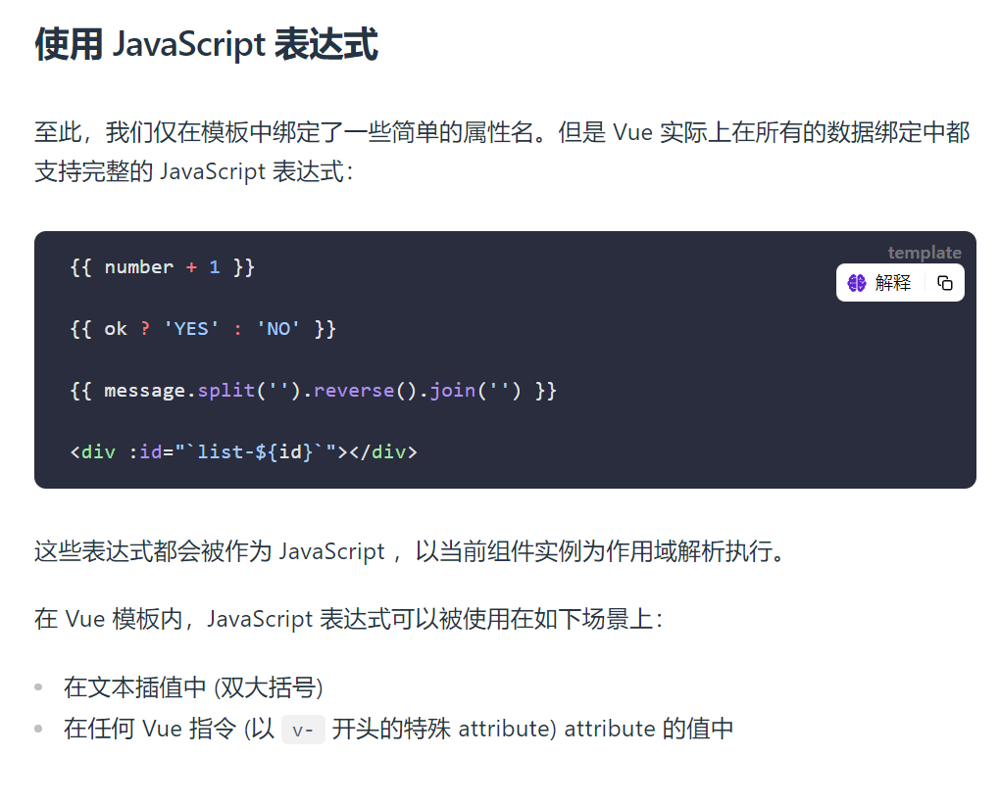 使用 JavaScript 表达式
至此，我们仅在模板中绑定了一些简单的属性名。但是 Vue 实际上在所有的数据绑定中都
支持完整的 JavaScript 表达式：
template
{{ number + 1 }}
解释
{{ ok ? 'YES' : 'NO' }}
{{ message.split('').reverse().join('') }}
<div :id="`list-${id}`"></div>
这些表达式都会被作为 JavaScript ，以当前组件实例为作用域解析执行。
在 Vue 模板内，JavaScript 表达式可以被使用在如下场景上：
在文本插值中 (双大括号)
在任何 Vue 指令 (以 v- 开头的特殊 attribute) attribute 的值中